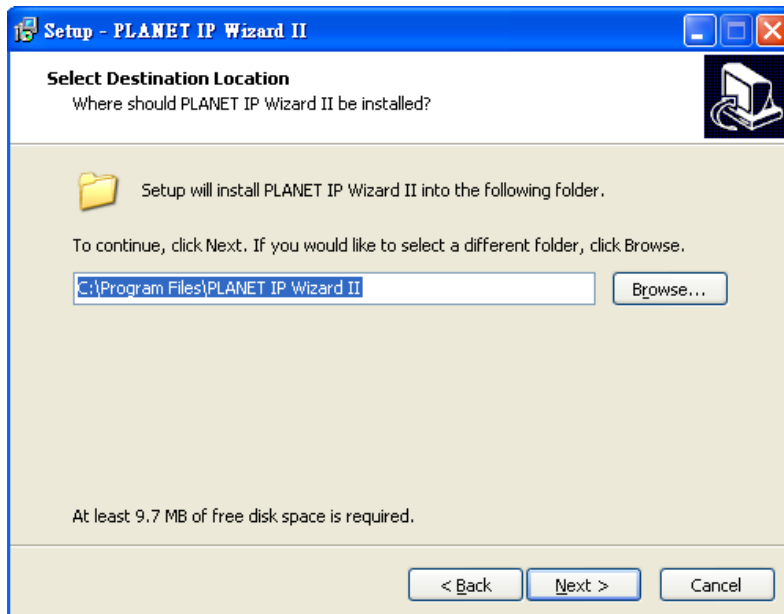 Setup - PLANET IP Wizard II
Select Destination Location
Where should PLANET IP Wizard II be installed?
Setup will install PLANET IP Wizard II into the following folder.
To continue, click Next. If you would like to select a different folder, click Browse.
C:\Program Files\PLANET IP Wizard II
Browse...
At least 9.7 MB of free disk space is required.
< Back
Next >
Cancel